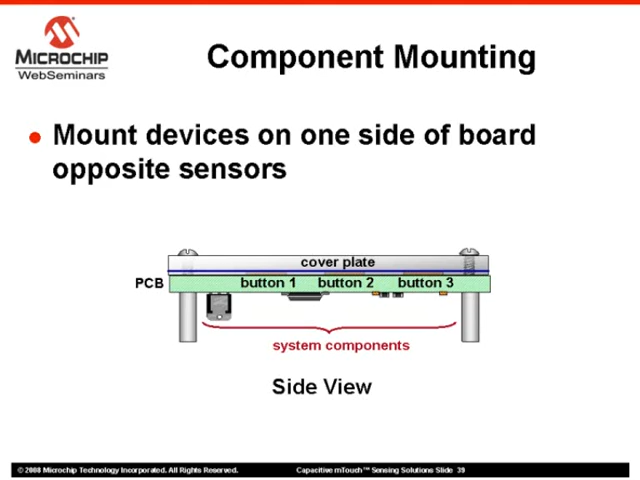 MICROCHIP
WebSeminars
Component Mounting
Mount devices on one side of board
opposite sensors
cover plate
PCB
button 1 button 2 button 3
system components
Side View
© 2008 Microchip Technology Incorporated. All Rights Reserved. Capacitive mTouch™ Sensing Solutions Slide 39